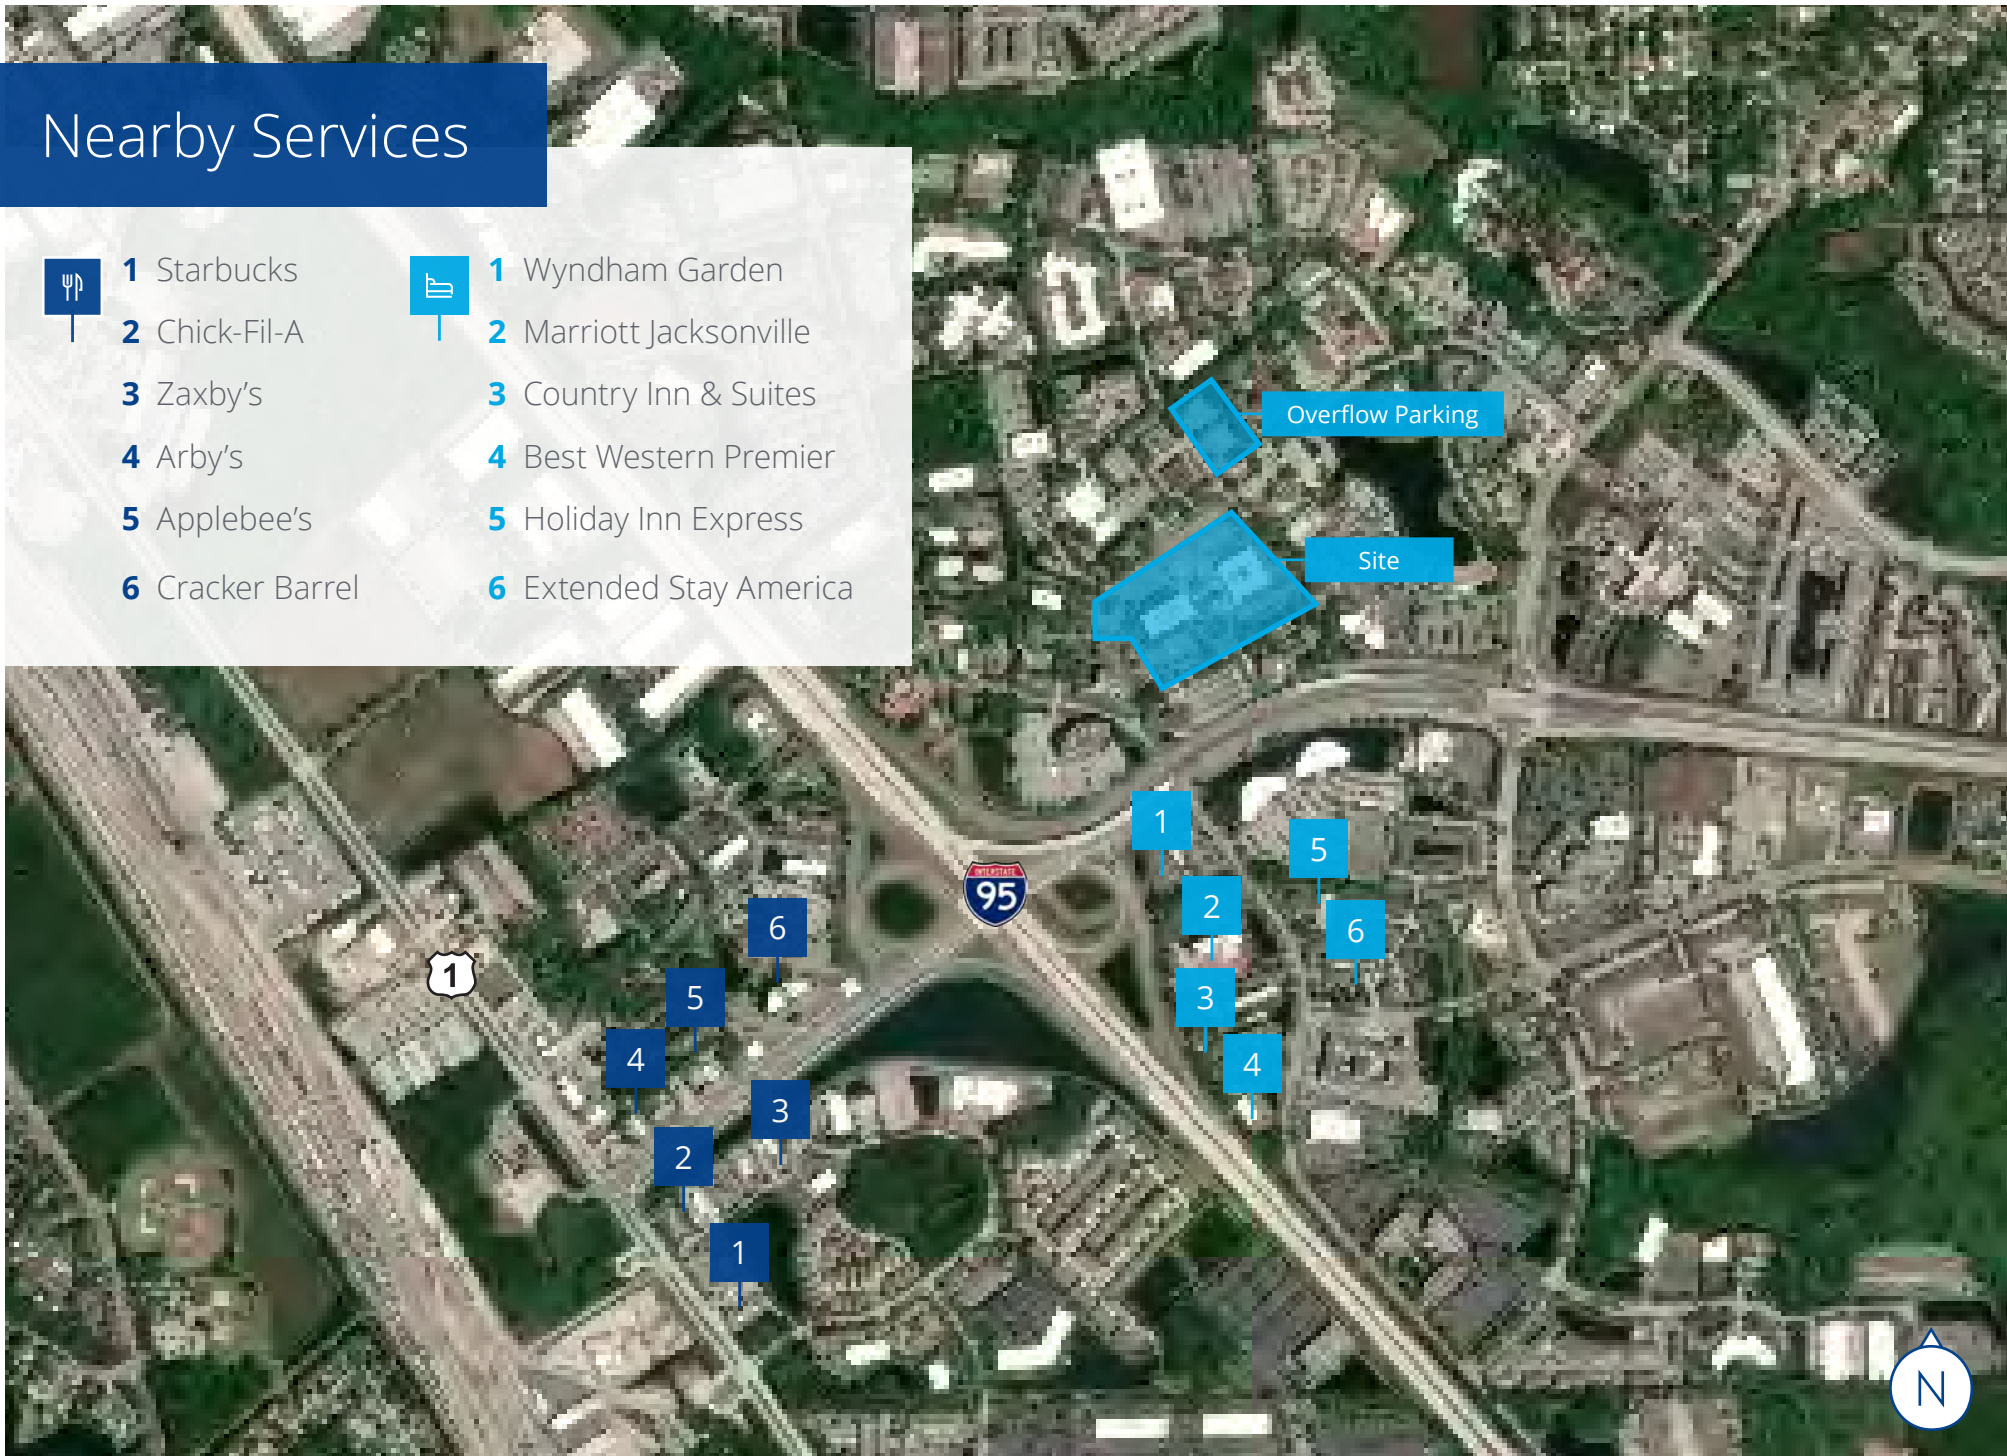 Nearby Services
1 Starbucks
2 Chick-Fil-A
3 Zaxby's
4 Arby's
5 Applebee's
6 Cracker Barrel
1 Wyndham Garden
2 Marriott Jacksonville
3 Country Inn & Suites
4 Best Western Premier
5 Holiday Inn Express
6 Extended Stay America
Overflow Parking
Site
1
5
2
6
3
4
INTERSTATE
95
1
6
5
4
3
2
1
N